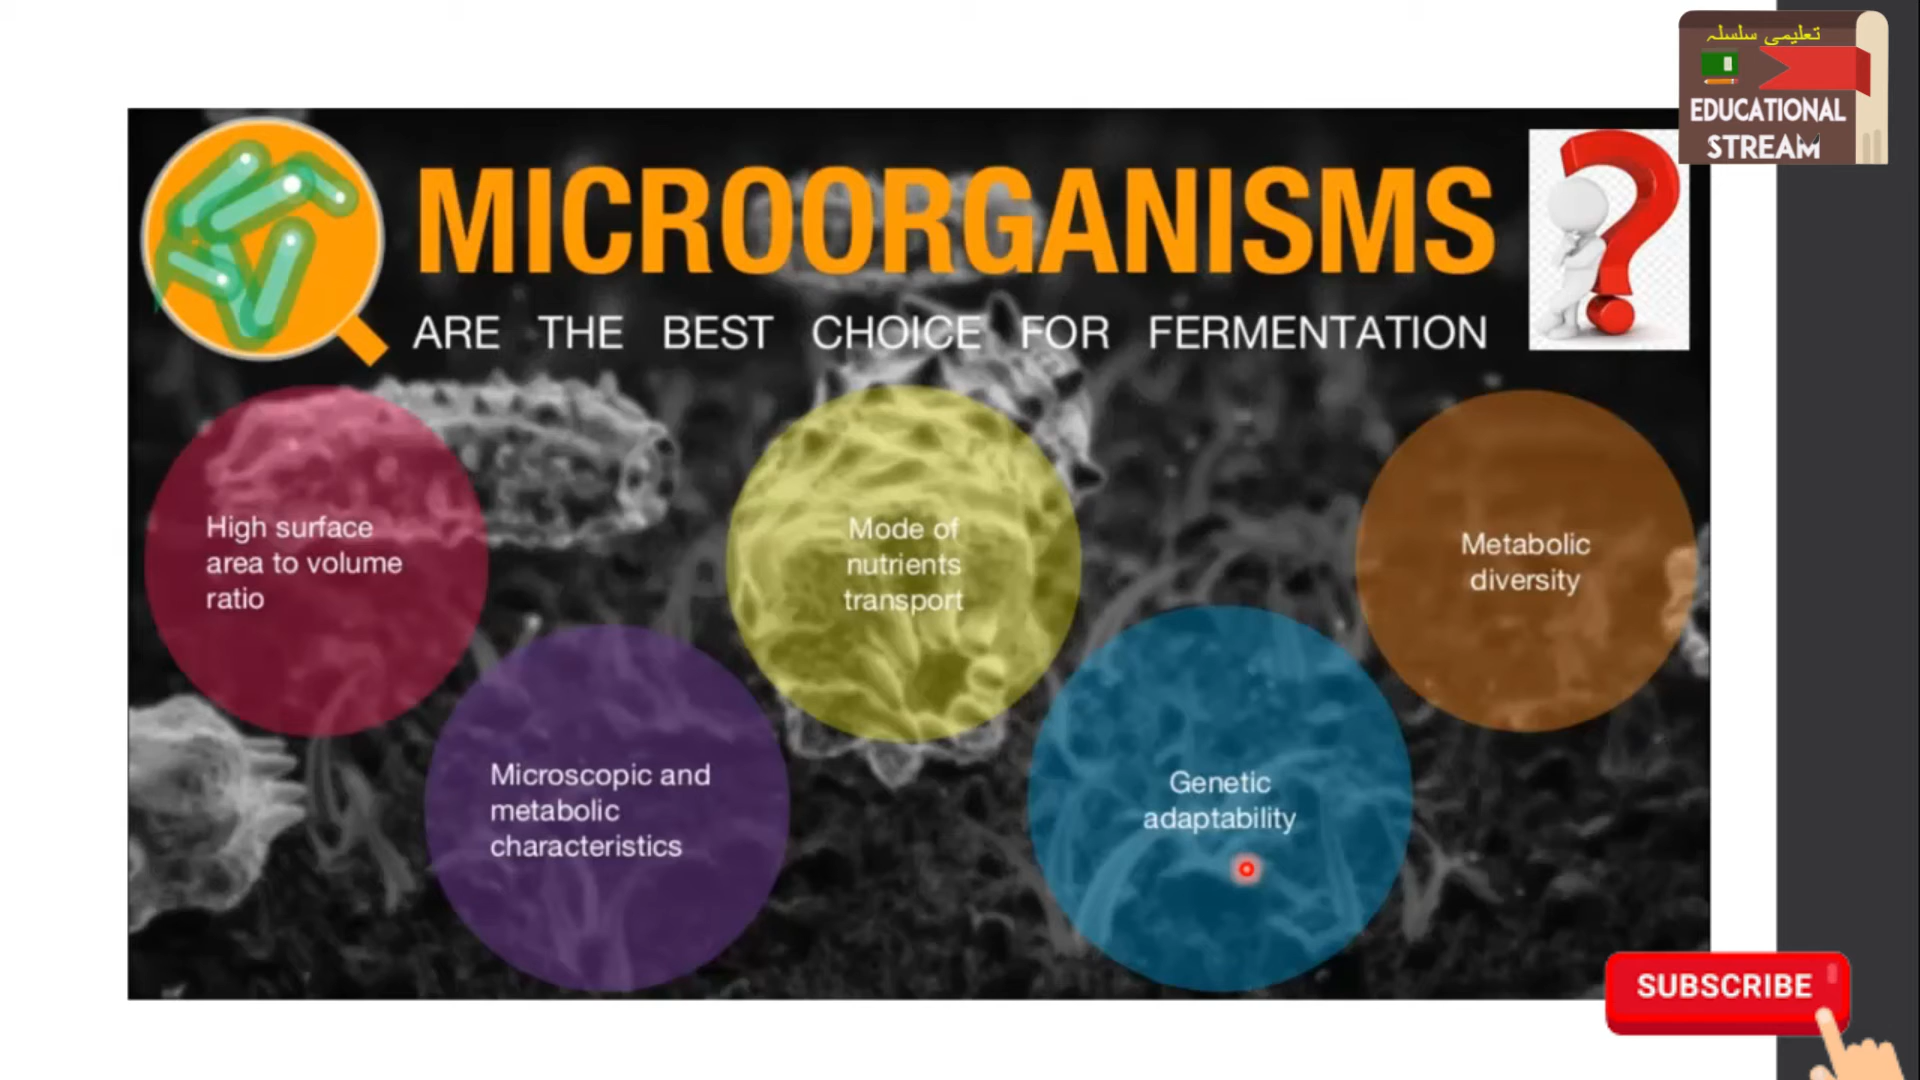 تعلیمی سلسلہ
EDUCATIONAL
STREAM
MICROORGANISMS
ARE THE BEST CHOICE FOR FERMENTATION
High surface
area to volume
ratio
Microscopic and
metabolic
characteristics
Mode of
nutrients
transport
Genetic
adaptability
Metabolic
diversity
SUBSCRIBE